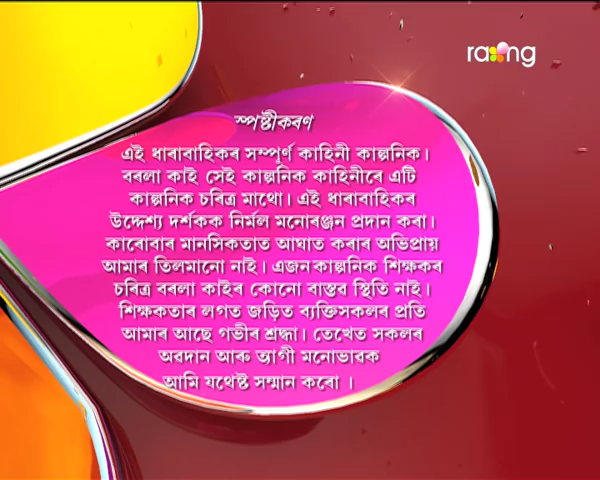 rang
স্পষ্টীকৰণ
এই ধাৰাবাহিকৰ সম্পূৰ্ণ কাহিনী কাল্পনিক।
বৰলা কাই সেই কাল্পনিক কাহিনীৰে এটি
কাল্পনিক চৰিত্ৰ মাথো। এই ধাৰাবাহিকৰ
উদ্দেশ্য দৰ্শকক নিৰ্মল মনোৰঞ্জন প্ৰদান কৰা।
কাৰোবাৰ মানসিকতাত আঘাত কৰাৰ অভিপ্ৰায়
আমাৰ তিলমানো নাই। এজন কাল্পনিক শিক্ষকৰ
চৰিত্ৰ বৰলা কাইৰ কোনো বাস্তৱ স্থিতি নাই।
শিক্ষকতাৰ লগত জড়িত ব্যক্তিসকলৰ প্ৰতি
আমাৰ আছে গভীৰ শ্ৰদ্ধা। তেখেত সকলৰ
অৱদান আৰু ত্যাগী মনোভাৱক
আমি যথেষ্ট সন্মান কৰো ।